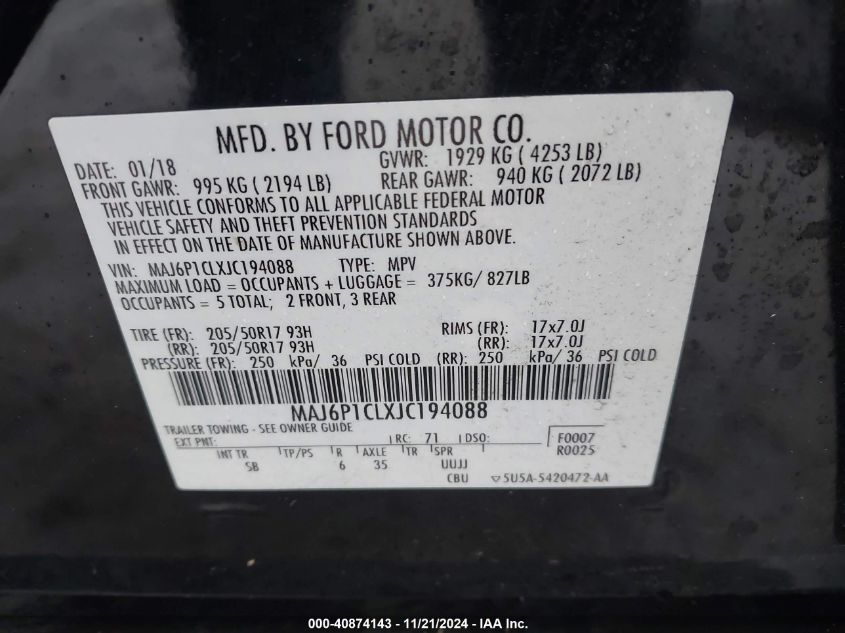 MFD. BY FORD MOTOR CO.
DATE: 01/18 GVWR: 1929 KG ( 4253 LB)
FRONT GAWR: 995 KG ( 2194 LB) REAR GAWR: 940 KG ( 2072 LB)
THIS VEHICLE CONFORMS TO ALL APPLICABLE FEDERAL MOTOR
VEHICLE SAFETY AND THEFT PREVENTION STANDARDS
IN EFFECT ON THE DATE OF MANUFACTURE SHOWN ABOVE.
VIN: MAJ6P1CLXJC194088 TYPE: MPV
MAXIMUM LOAD = OCCUPANTS + LUGGAGE = 375KG/ 827LB
OCCUPANTS = 5 TOTAL; 2 FRONT, 3 REAR
TIRE (FR): 205/50R17 93H RIMS (FR): 17x7.0J
(RR): 205/50R17 93H (RR): 17x7.0J
PRESSURE (FR): 250 kPa/ 36 PSI COLD (RR): 250 kPa/ 36 PSI COLD
MAJ6P1CLXJC194088
TRAILER TOWING - SEE OWNER GUIDE
EXT PNT: RC: 71 DSO: F0007
R0025
INT TR TP/PS R AXLE TR SPR
SB 6 35 UUJJ
CBU 5U5A-5420472-AA
000-40874143 - 11/21/2024 - IAA Inc.